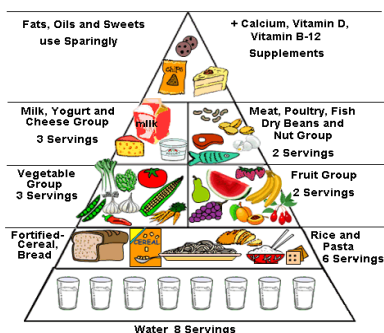 Fats, Oils and Sweets
use Sparingly
+ Calcium, Vitamin D,
Vitamin B-12
Supplements
Chips
Milk, Yogurt and
Cheese Group
3 Servings
milk
Meat, Poultry, Fish
Dry Beans and
Nut Group
2 Servings
Vegetable
Group
3 Servings
Fruit Group
2 Servings
Fortified-
Cereal,
Bread
CEREAL
Rice and
Pasta
6 Servings
Water 8 Servings